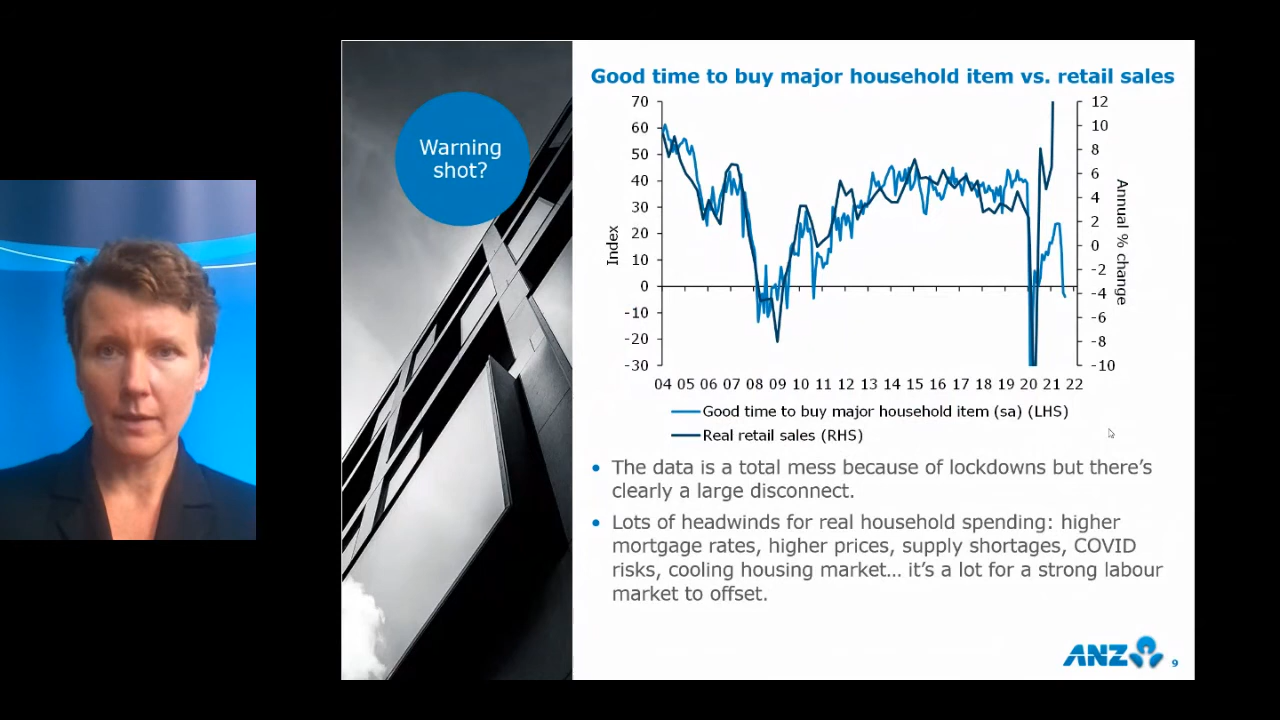 Warning
shot?
Good time to buy major household item vs. retail sales
70
60
50
40
30
20
10
0
-10
-20
-30
Index
12
10
8
6
4
2
0
-2
-4
-6
-8
-10
Annual % change
04 05 06 07 08 09 10 11 12 13 14 15 16 17 18 19 20 21 22
Good time to buy major household item (sa) (LHS)
Real retail sales (RHS)
• The data is a total mess because of lockdowns but there's
clearly a large disconnect.
• Lots of headwinds for real household spending: higher
mortgage rates, higher prices, supply shortages, COVID
risks, cooling housing market… it's a lot for a strong labour
market to offset.
ANZ
9